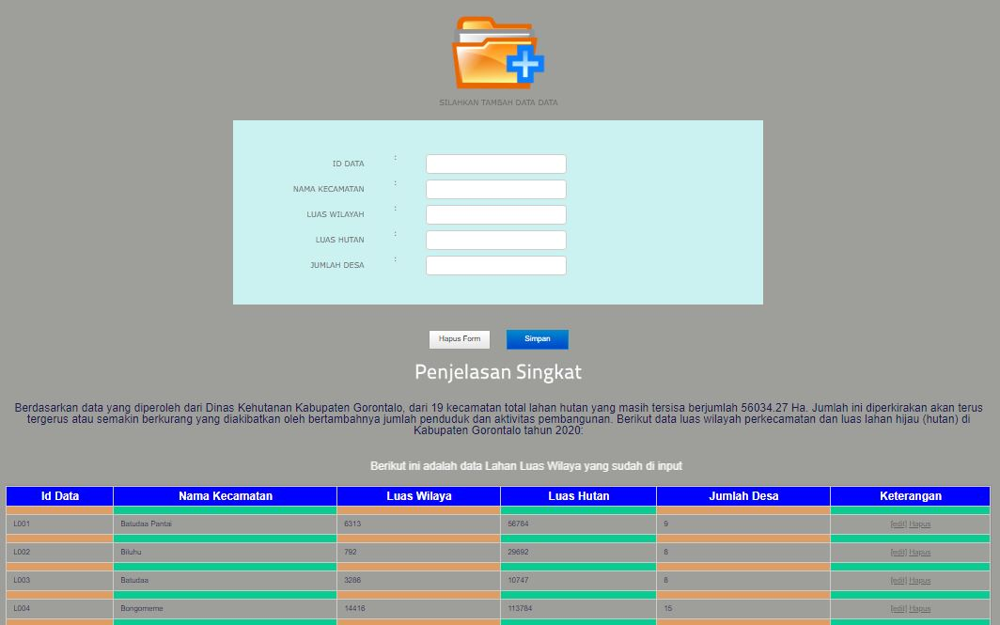 SILAHKAN TAMBAH DATA DATA
ID DATA :
NAMA KECAMATAN :
LUAS WILAYAH :
LUAS HUTAN :
JUMLAH DESA :
Hapus Form Simpan
Penjelasan Singkat
Berdasarkan data yang diperoleh dari Dinas Kehutanan Kabupaten Gorontalo, dari 19 kecamatan total lahan hutan yang masih tersisa berjumlah 56034.27 Ha. Jumlah ini diperkirakan akan terus
tergerus atau semakin berkurang yang diakibatkan oleh bertambahnya jumlah penduduk dan aktivitas pembangunan. Berikut data luas wilayah perkecamatan dan luas lahan hijau (hutan) di
Kabupaten Gorontalo tahun 2020:
Berikut ini adalah data Lahan Luas Wilaya yang sudah di input
Id Data Nama Kecamatan Luas Wilaya Luas Hutan Jumlah Desa Keterangan
L001 Batudaa Pantai 6313 56784 9 [edit] Hapus
L002 Biluhu 792 29692 8 [edit] Hapus
L003 Batudaa 3286 10747 8 [edit] Hapus
L004 Bongomeme 14416 113784 15 [edit] Hapus